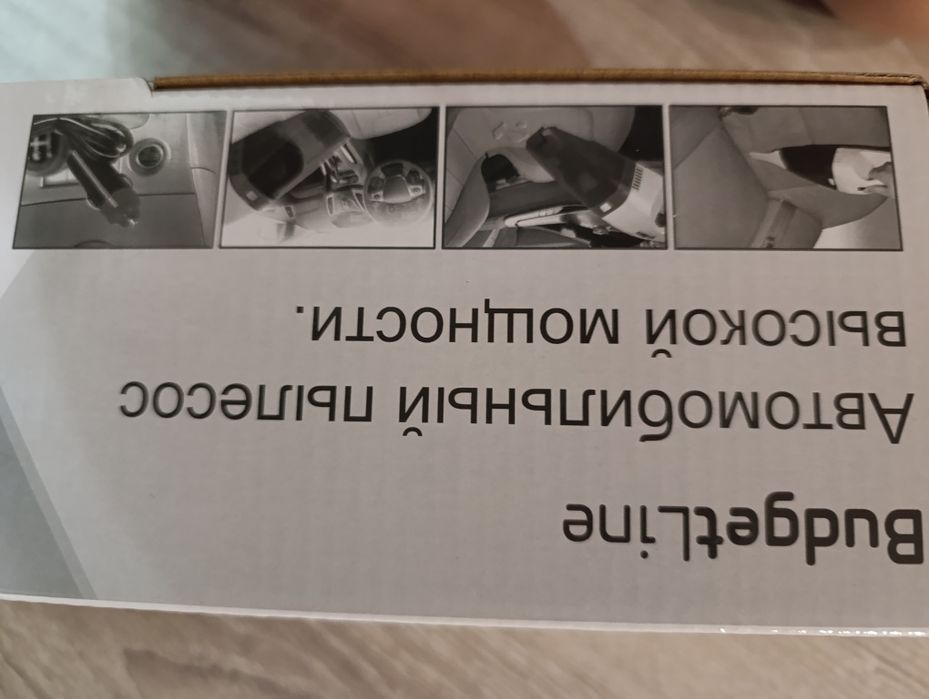 BudgetLine
Автомобильный пылесос
высокой мощности.